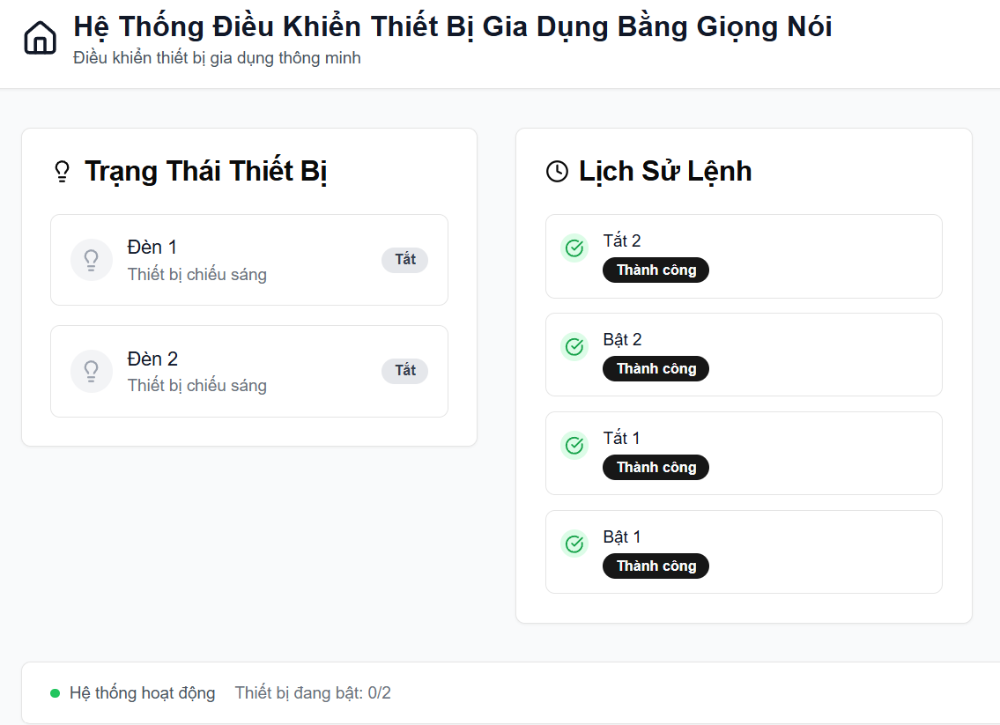 Hệ Thống Điều Khiển Thiết Bị Gia Dụng Bằng Giọng Nói
Điều khiển thiết bị gia dụng thông minh
Trạng Thái Thiết Bị
Đèn 1
Thiết bị chiếu sáng
Tắt
Đèn 2
Thiết bị chiếu sáng
Tắt
Lịch Sử Lệnh
Tắt 2
Thành công
Bật 2
Thành công
Tắt 1
Thành công
Bật 1
Thành công
Hệ thống hoạt động
Thiết bị đang bật: 0/2